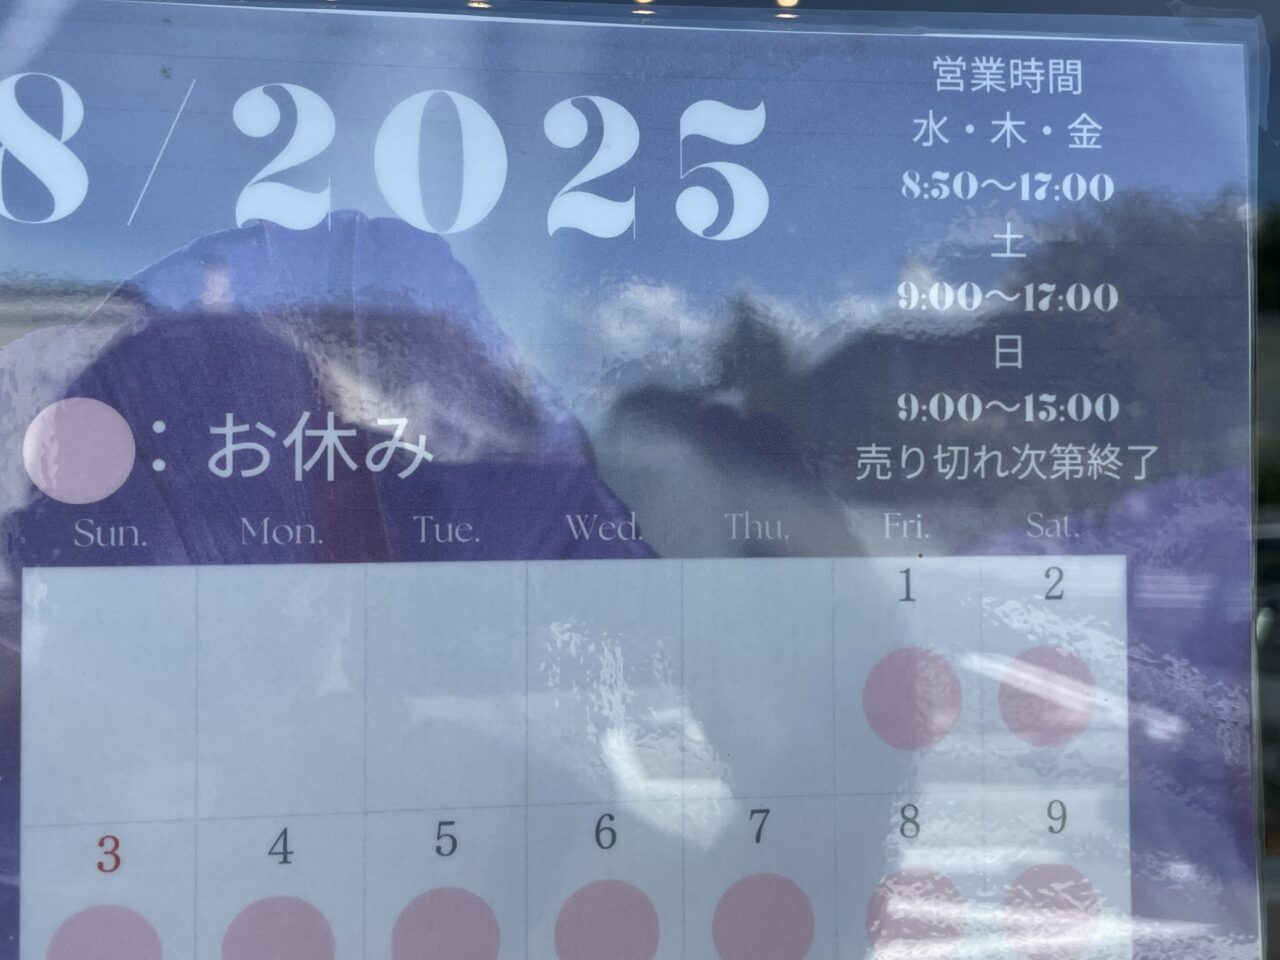 8/2025
営業時間
水・木・金
8:30〜17:00
土
9:00〜17:00
日
9:00〜15:00
売り切れ次第終了
：お休み
Sun. Mon. Tue. Wed. Thu. Fri. Sat.
1 2
3 4 5 6 7 8 9